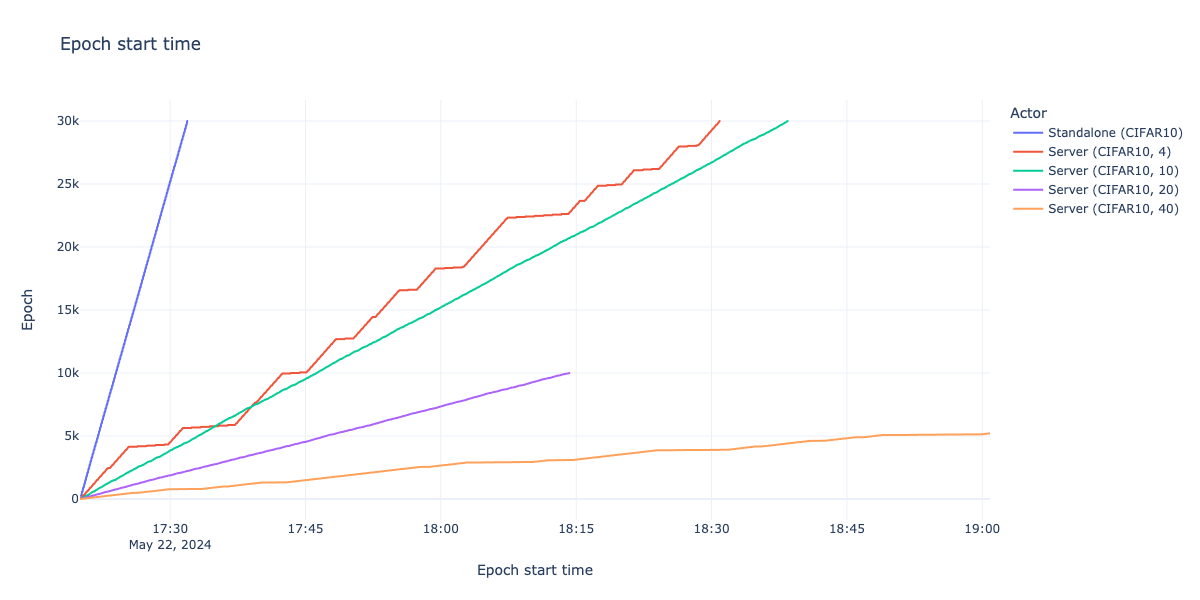 Epoch start time
Actor
Standalone (CIFAR10)
Server (CIFAR10, 4)
Server (CIFAR10, 10)
Server (CIFAR10, 20)
Server (CIFAR10, 40)
Epoch
30k
25k
20k
15k
10k
5k
0
17:30 17:45 18:00 18:15 18:30 18:45 19:00
May 22, 2024
Epoch start time